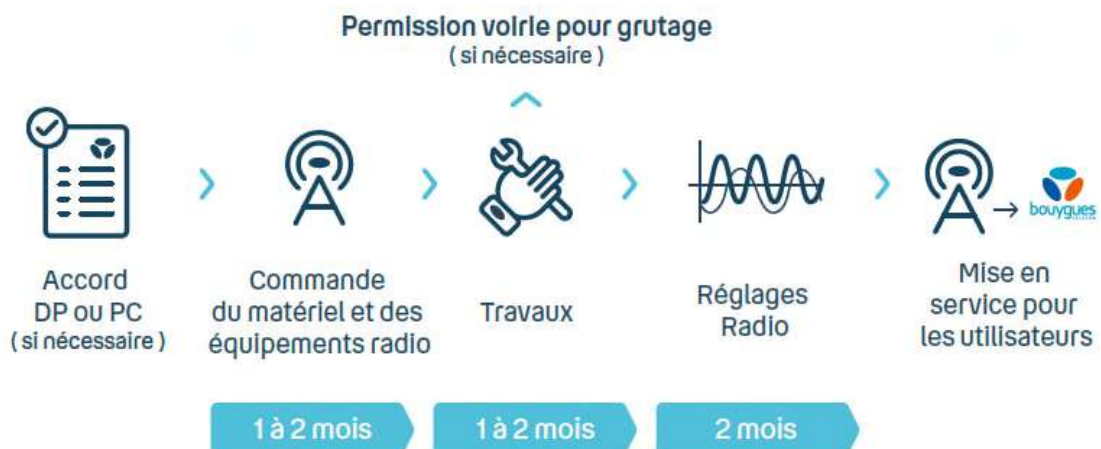 Permission voirie pour grutage
( si nécessaire )
Accord
DP ou PC
( si nécessaire )
Commande
du matériel et des
équipements radio
Travaux
Réglages
Radio
bouygues
Mise en
service pour
les utilisateurs
1 à 2 mois
1 à 2 mois
2 mois